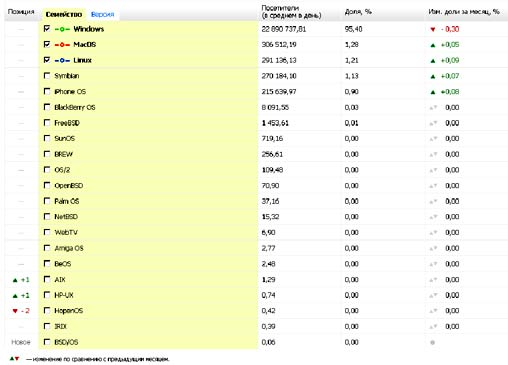 Позиция Семейство Версия Посетители (в среднем в день) Доля, % Изм. доли за месяц, %
— Windows 22 890 737,81 95,40 ▼ - 0,30
— MacOS 306 512,19 1,28 ▲ +0,05
— Linux 291 136,13 1,21 ▲ +0,09
— Symbian 270 184,10 1,13 ▲ +0,07
— iPhone OS 215 639,97 0,90 ▲ +0,08
— BlackBerry OS 8 091,55 0,03 0,00
— FreeBSD 1 453,61 0,01 0,00
— SunOS 719,16 0,00 0,00
— BREW 256,61 0,00 0,00
— OS/2 109,48 0,00 0,00
— OpenBSD 70,90 0,00 0,00
— Palm OS 37,16 0,00 0,00
— NetBSD 15,32 0,00 0,00
— WebTV 6,90 0,00 0,00
— Amiga OS 2,77 0,00 0,00
— BeOS 2,48 0,00 0,00
▲ +1 AIX 1,29 0,00 0,00
▲ +1 HP-UX 0,74 0,00 0,00
▼ - 2 HopenOS 0,42 0,00 0,00
— IRIX 0,39 0,00 0,00
Новое BSD/OS 0,06 0,00
▲▼ — изменение по сравнению с предыдущим месяцем.